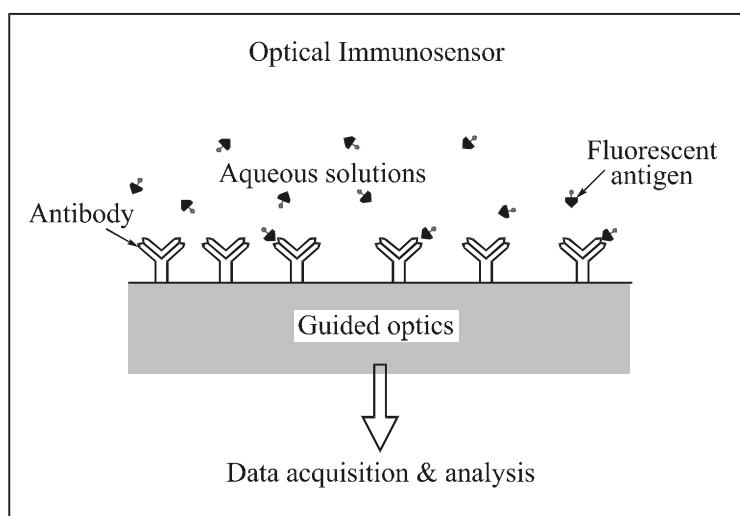 Optical Immunosensor
Fluorescent
antigen
Aqueous solutions
Antibody
Guided optics
Data acquisition & analysis